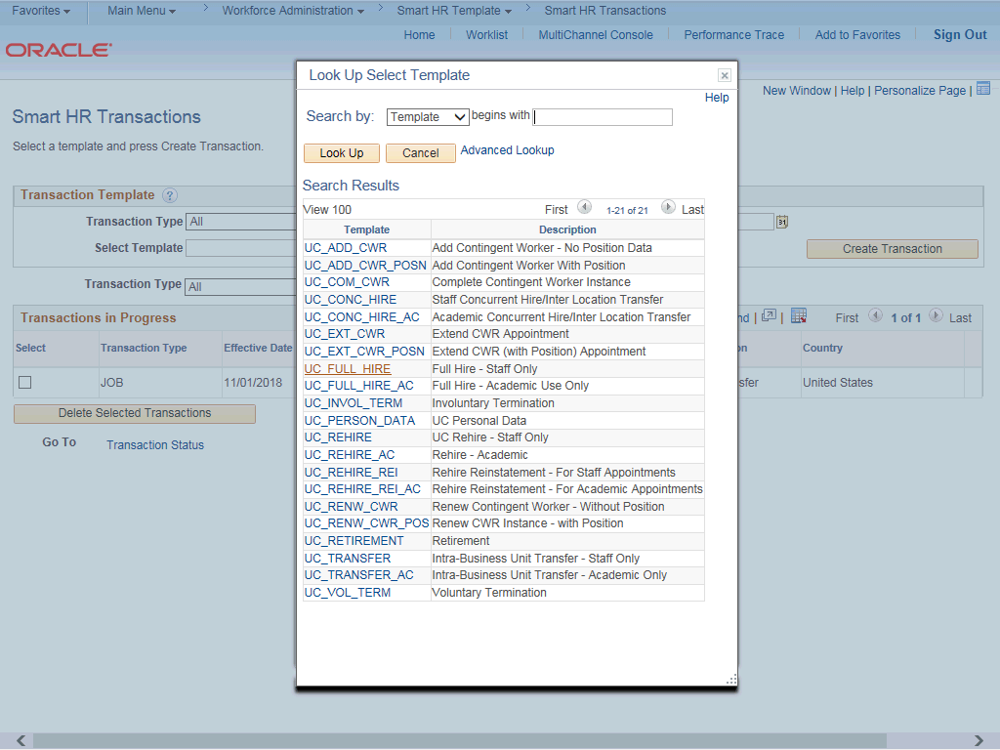 Favorites Main Menu > Workforce Administration > Smart HR Template > Smart HR Transactions
Home Worklist MultiChannel Console Performance Trace Add to Favorites Sign Out
ORACLE
New Window | Help | Personalize Page |
Smart HR Transactions
Select a template and press Create Transaction.
Transaction Template ?
Transaction Type All
Select Template
31
Create Transaction
Transaction Type All
Transactions in Progress
| | First 1 of 1 Last
Select Transaction Type Effective Date Country
JOB 11/01/2018 United States
Delete Selected Transactions
Go To Transaction Status
Look Up Select Template
Help
Search by: Template begins with
Look Up Cancel Advanced Lookup
Search Results
View 100 First 1-21 of 21 Last
Template Description
UC_ADD_CWR Add Contingent Worker - No Position Data
UC_ADD_CWR_POSN Add Contingent Worker With Position
UC_COM_CWR Complete Contingent Worker Instance
UC_CONC_HIRE Staff Concurrent Hire/Inter Location Transfer
UC_CONC_HIRE_AC Academic Concurrent Hire/Inter Location Transfer
UC_EXT_CWR Extend CWR Appointment
UC_EXT_CWR_POSN Extend CWR (with Position) Appointment
UC_FULL_HIRE Full Hire - Staff Only
UC_FULL_HIRE_AC Full Hire - Academic Use Only
UC_INVOL_TERM Involuntary Termination
UC_PERSON_DATA UC Personal Data
UC_REHIRE UC Rehire - Staff Only
UC_REHIRE_AC Rehire - Academic
UC_REHIRE_REI Rehire Reinstatement - For Staff Appointments
UC_REHIRE_REI_AC Rehire Reinstatement - For Academic Appointments
UC_RENW_CWR Renew Contingent Worker - Without Position
UC_RENW_CWR_POS Renew CWR Instance - with Position
UC_RETIREMENT Retirement
UC_TRANSFER Intra-Business Unit Transfer - Staff Only
UC_TRANSFER_AC Intra-Business Unit Transfer - Academic Only
UC_VOL_TERM Voluntary Termination